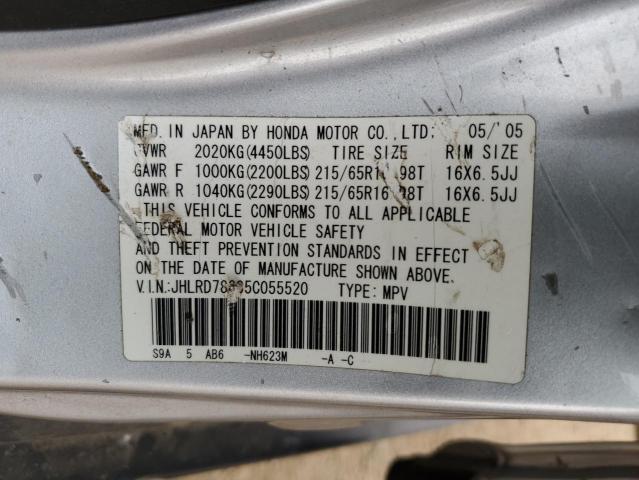 MFD. IN JAPAN BY HONDA MOTOR CO.,LTD: 05/'05
GVWR 2020KG(4450LBS) TIRE SIZE RIM SIZE
GAWR F 1000KG(2200LBS) 215/65R16 98T 16X6.5JJ
GAWR R 1040KG(2290LBS) 215/65R16 98T 16X6.5JJ
THIS VEHICLE CONFORMS TO ALL APPLICABLE
FEDERAL MOTOR VEHICLE SAFETY
AND THEFT PREVENTION STANDARDS IN EFFECT
ON THE DATE OF MANUFACTURE SHOWN ABOVE.
V.I.N.: TYPE: MPV
S9A 5 AB6 -NH623M -A -C